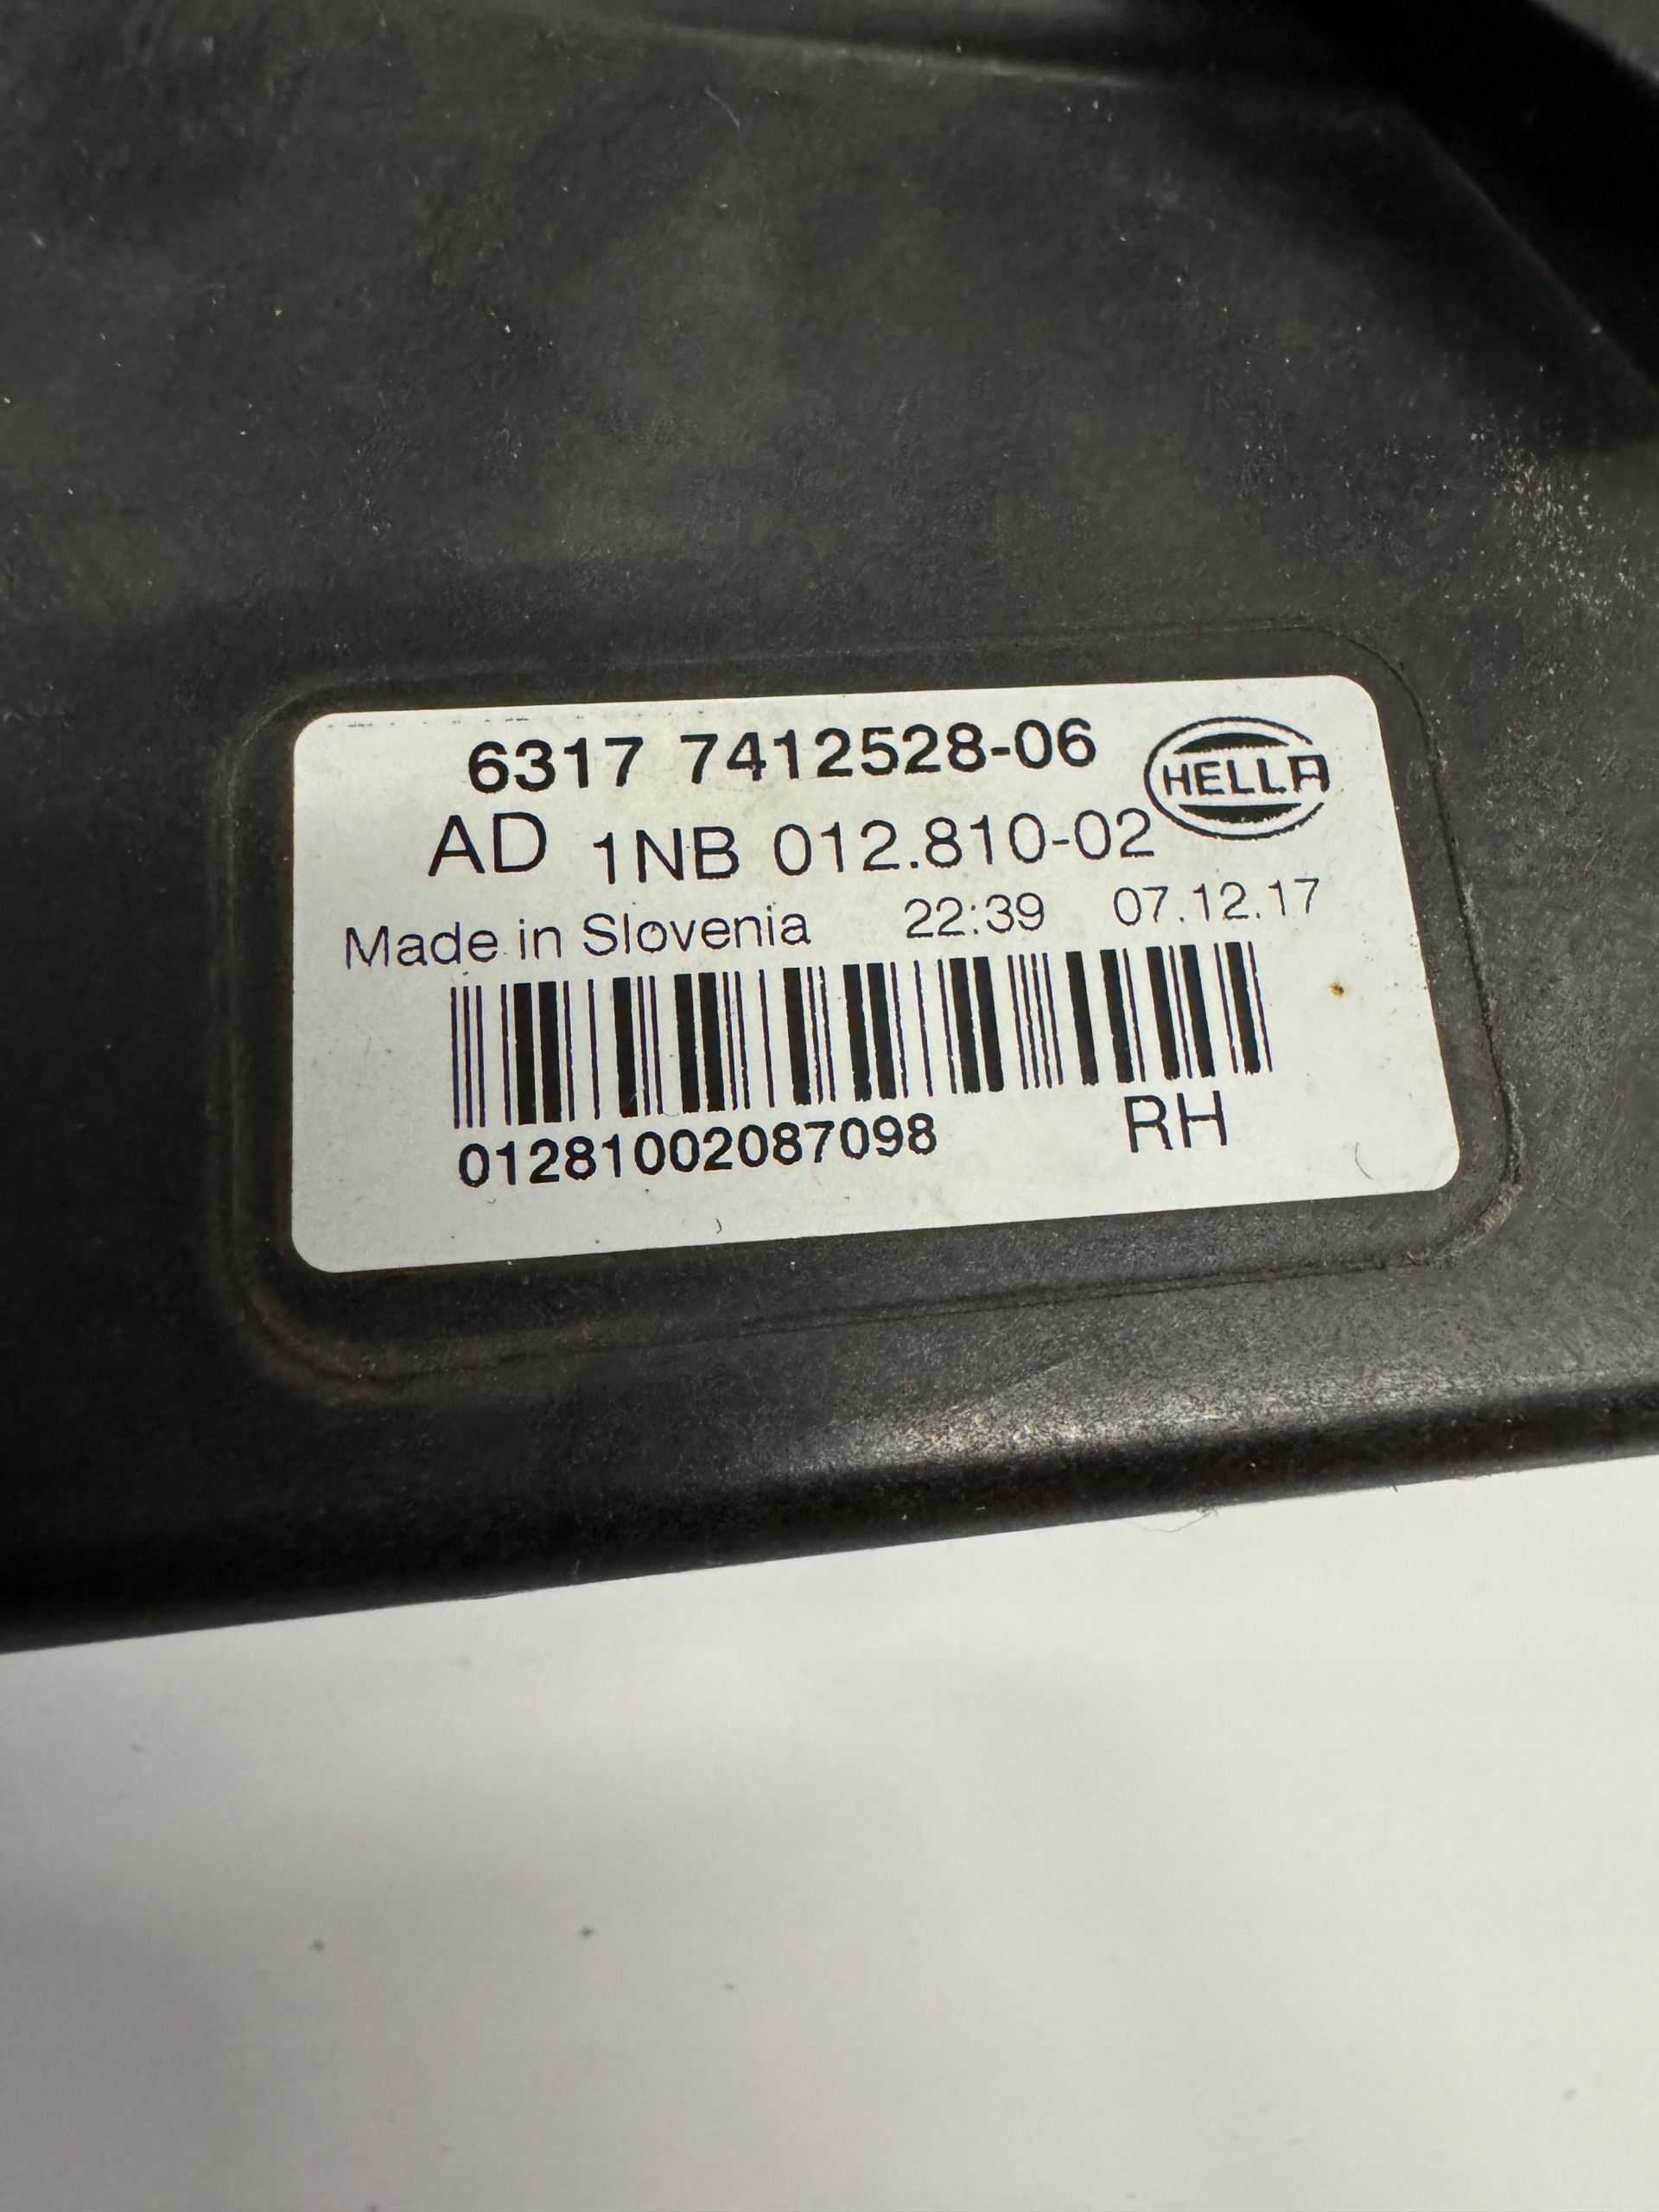 6317 7412528-06
HELLA
AD 1NB 012.810-02
Made in Slovenia 22:39 07.12.17
01281002087098 RH